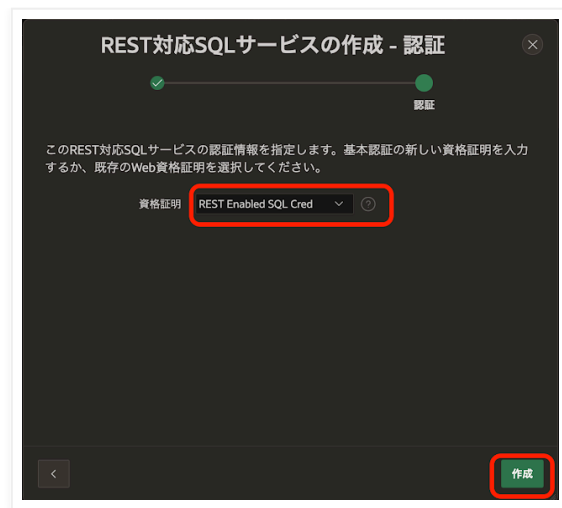 REST対応SQLサービスの作成 - 認証
認証
このREST対応SQLサービスの認証情報を指定します。基本認証の新しい資格証明を入力
するか、既存のWeb資格証明を選択してください。
資格証明 REST Enabled SQL Cred
作成